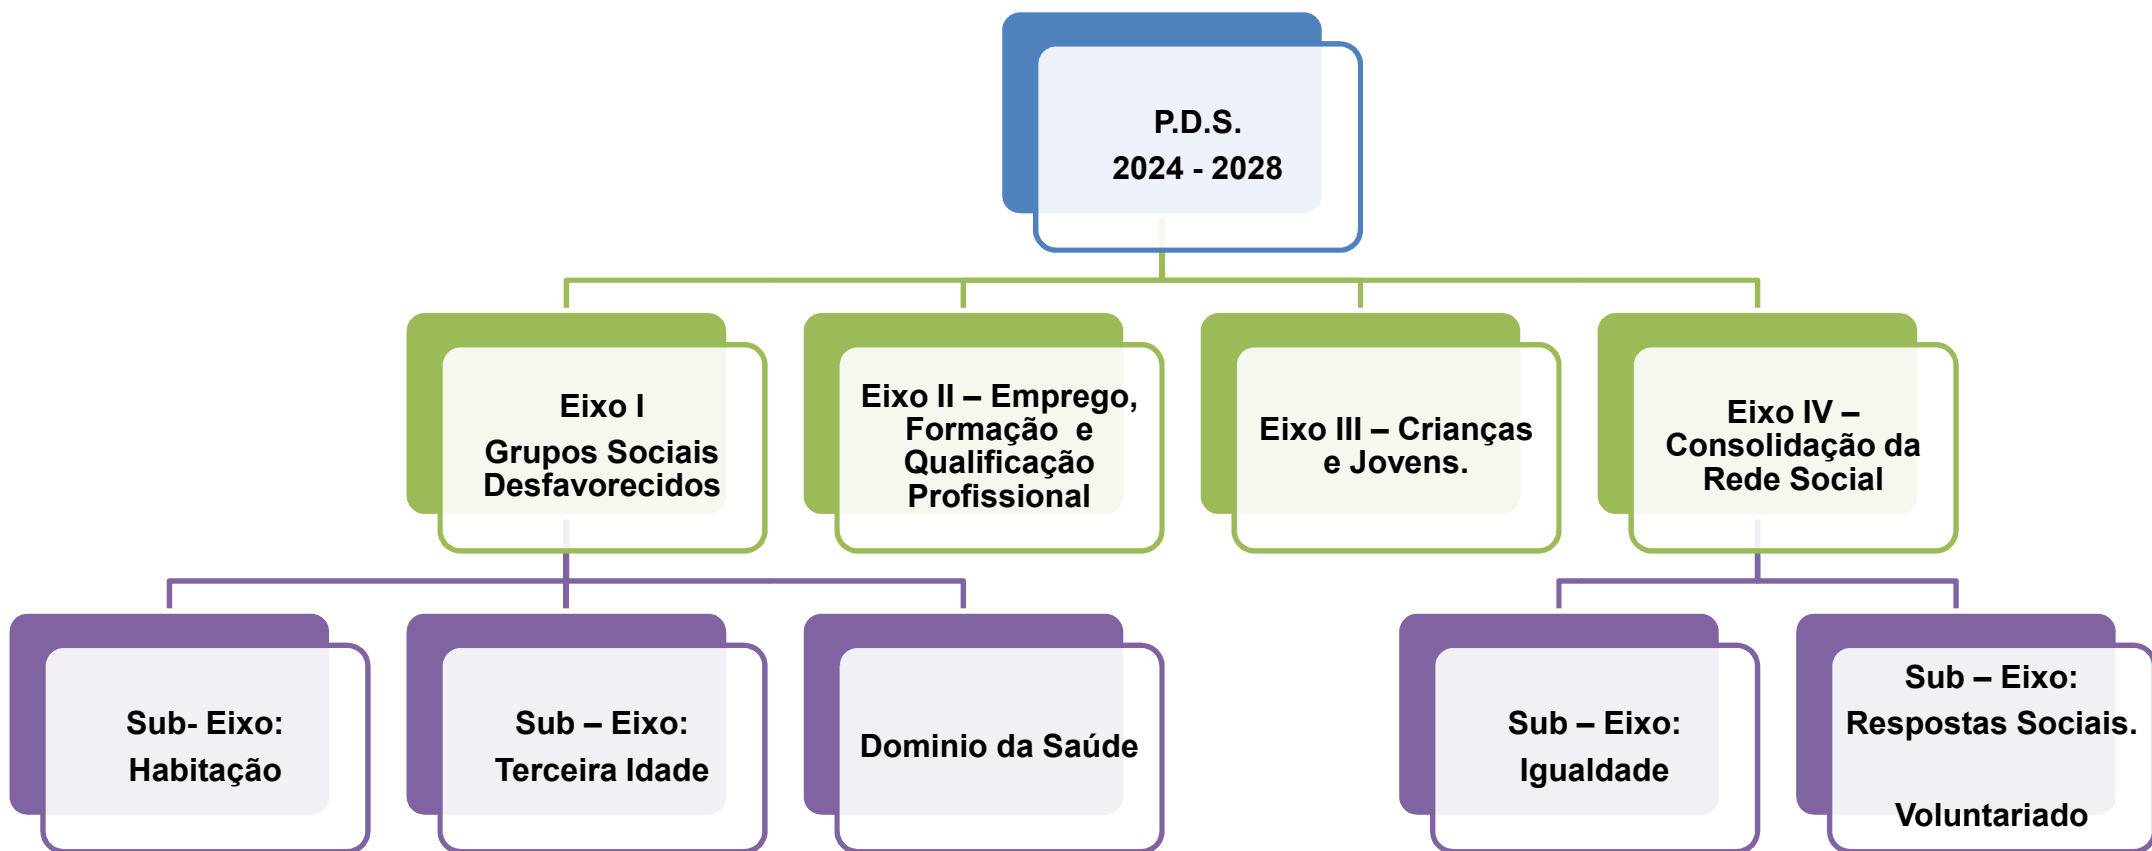 P.D.S.
2024 - 2028
Eixo I
Grupos Sociais
Desfavorecidos
Eixo II – Emprego,
Formação e
Qualificação
Profissional
Eixo III – Crianças
e Jovens.
Eixo IV –
Consolidação da
Rede Social
Sub- Eixo:
Habitação
Sub – Eixo:
Terceira Idade
Dominio da Saúde
Sub – Eixo:
Igualdade
Sub – Eixo:
Respostas Sociais.
Voluntariado